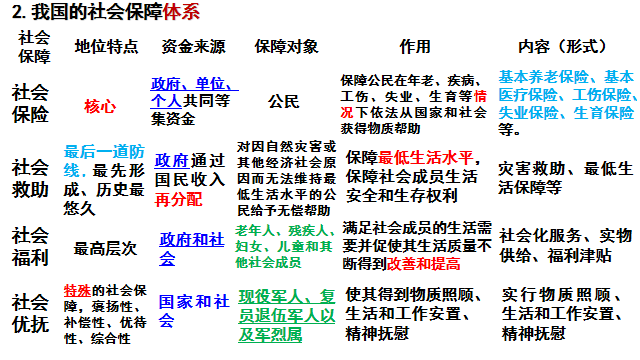 2. 我国的社会保障体系
社会
保障
地位特点
资金来源
保障对象
作用
内容（形式）
社会
保险
核心
政府、单位、
个人共同筹
集资金
公民
保障公民在年老、疾病、
工伤、失业、生育等情
况下依法从国家和社会
获得物质帮助
基本养老保险、基本
医疗保险、工伤保险、
失业保险、生育保险
等。
社会
救助
最后一道防
线，最先形
成、历史最
悠久
政府通过
国民收入
再分配
对因自然灾害或
其他经济社会原
因而无法维持最
低生活水平的公
民给予无偿帮助
保障最低生活水平，
保障社会成员生活
安全和生存权利
灾害救助、最低生
活保障等
社会
福利
最高层次
政府和社
会
老年人、残疾人、
妇女、儿童和其
他社会成员
满足社会成员的生活需
要并促使其生活质量不
断得到改善和提高
社会化服务、实物
供给、福利津贴
社会
优抚
特殊的社会保
障，褒扬性、
补偿性、优待
性、综合性
国家和社
会
现役军人、复
员退伍军人以
及军烈属
使其得到物质照顾、
生活和工作安置、
精神抚慰
实行物质照顾、
生活和工作安置、
精神抚慰